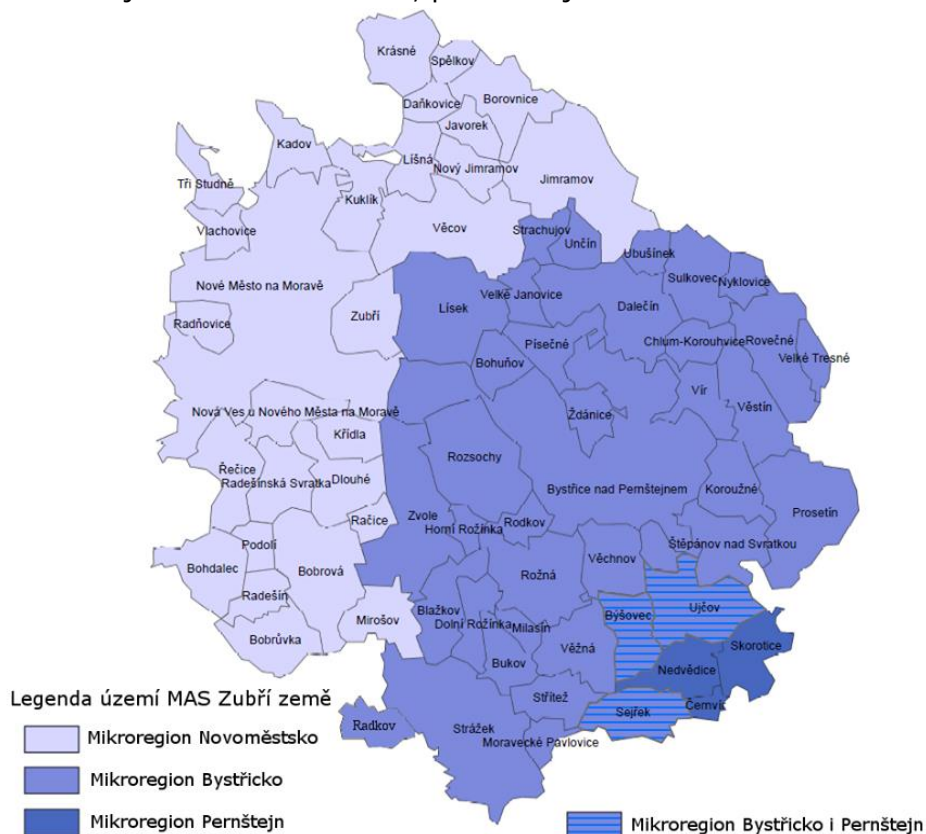 Krásné
Spělkov
Daňkovice
Borovnice
Javorek
Kadov
Líšná
Nový Jimramov
Jimramov
Tři Studně
Kuklík
Vlachovice
Věcov
Strachujov
Unčín
Ubušínek
Sulkovec
Nyklovice
Nové Město na Moravě
Lísek
Velké Janovice
Dalečín
Zubří
Radňovice
Písečné
Chlum-Korouhvice
Rovečné
Velké Tresné
Bohuňov
Vír
Věstín
Nová Ves u Nového Města na Moravě
Ždánice
Křídla
Rozsochy
Řečice
Radešínská Svratka
Dlouhé
Bystřice nad Pernštejnem
Koroužné
Prosetín
Račice
Zvole
Horní Rožínka
Rodkov
Štěpánov nad Svratkou
Podolí
Bohdalec
Bobrová
Rožná
Věchnov
Radešín
Mirošov
Blažkov
Dolní Rožínka
Milasín
Býšovec
Ujčov
Bobrůvka
Bukov
Věžná
Skorotice
Nedvědice
Střítež
Sejřek
Černvír
Radkov
Strážek
Moravecké Pavlovice
Legenda území MAS Zubří země
Mikroregion Novoměstsko
Mikroregion Bystřicko
Mikroregion Pernštejn
Mikroregion Bystřicko i Pernštejn